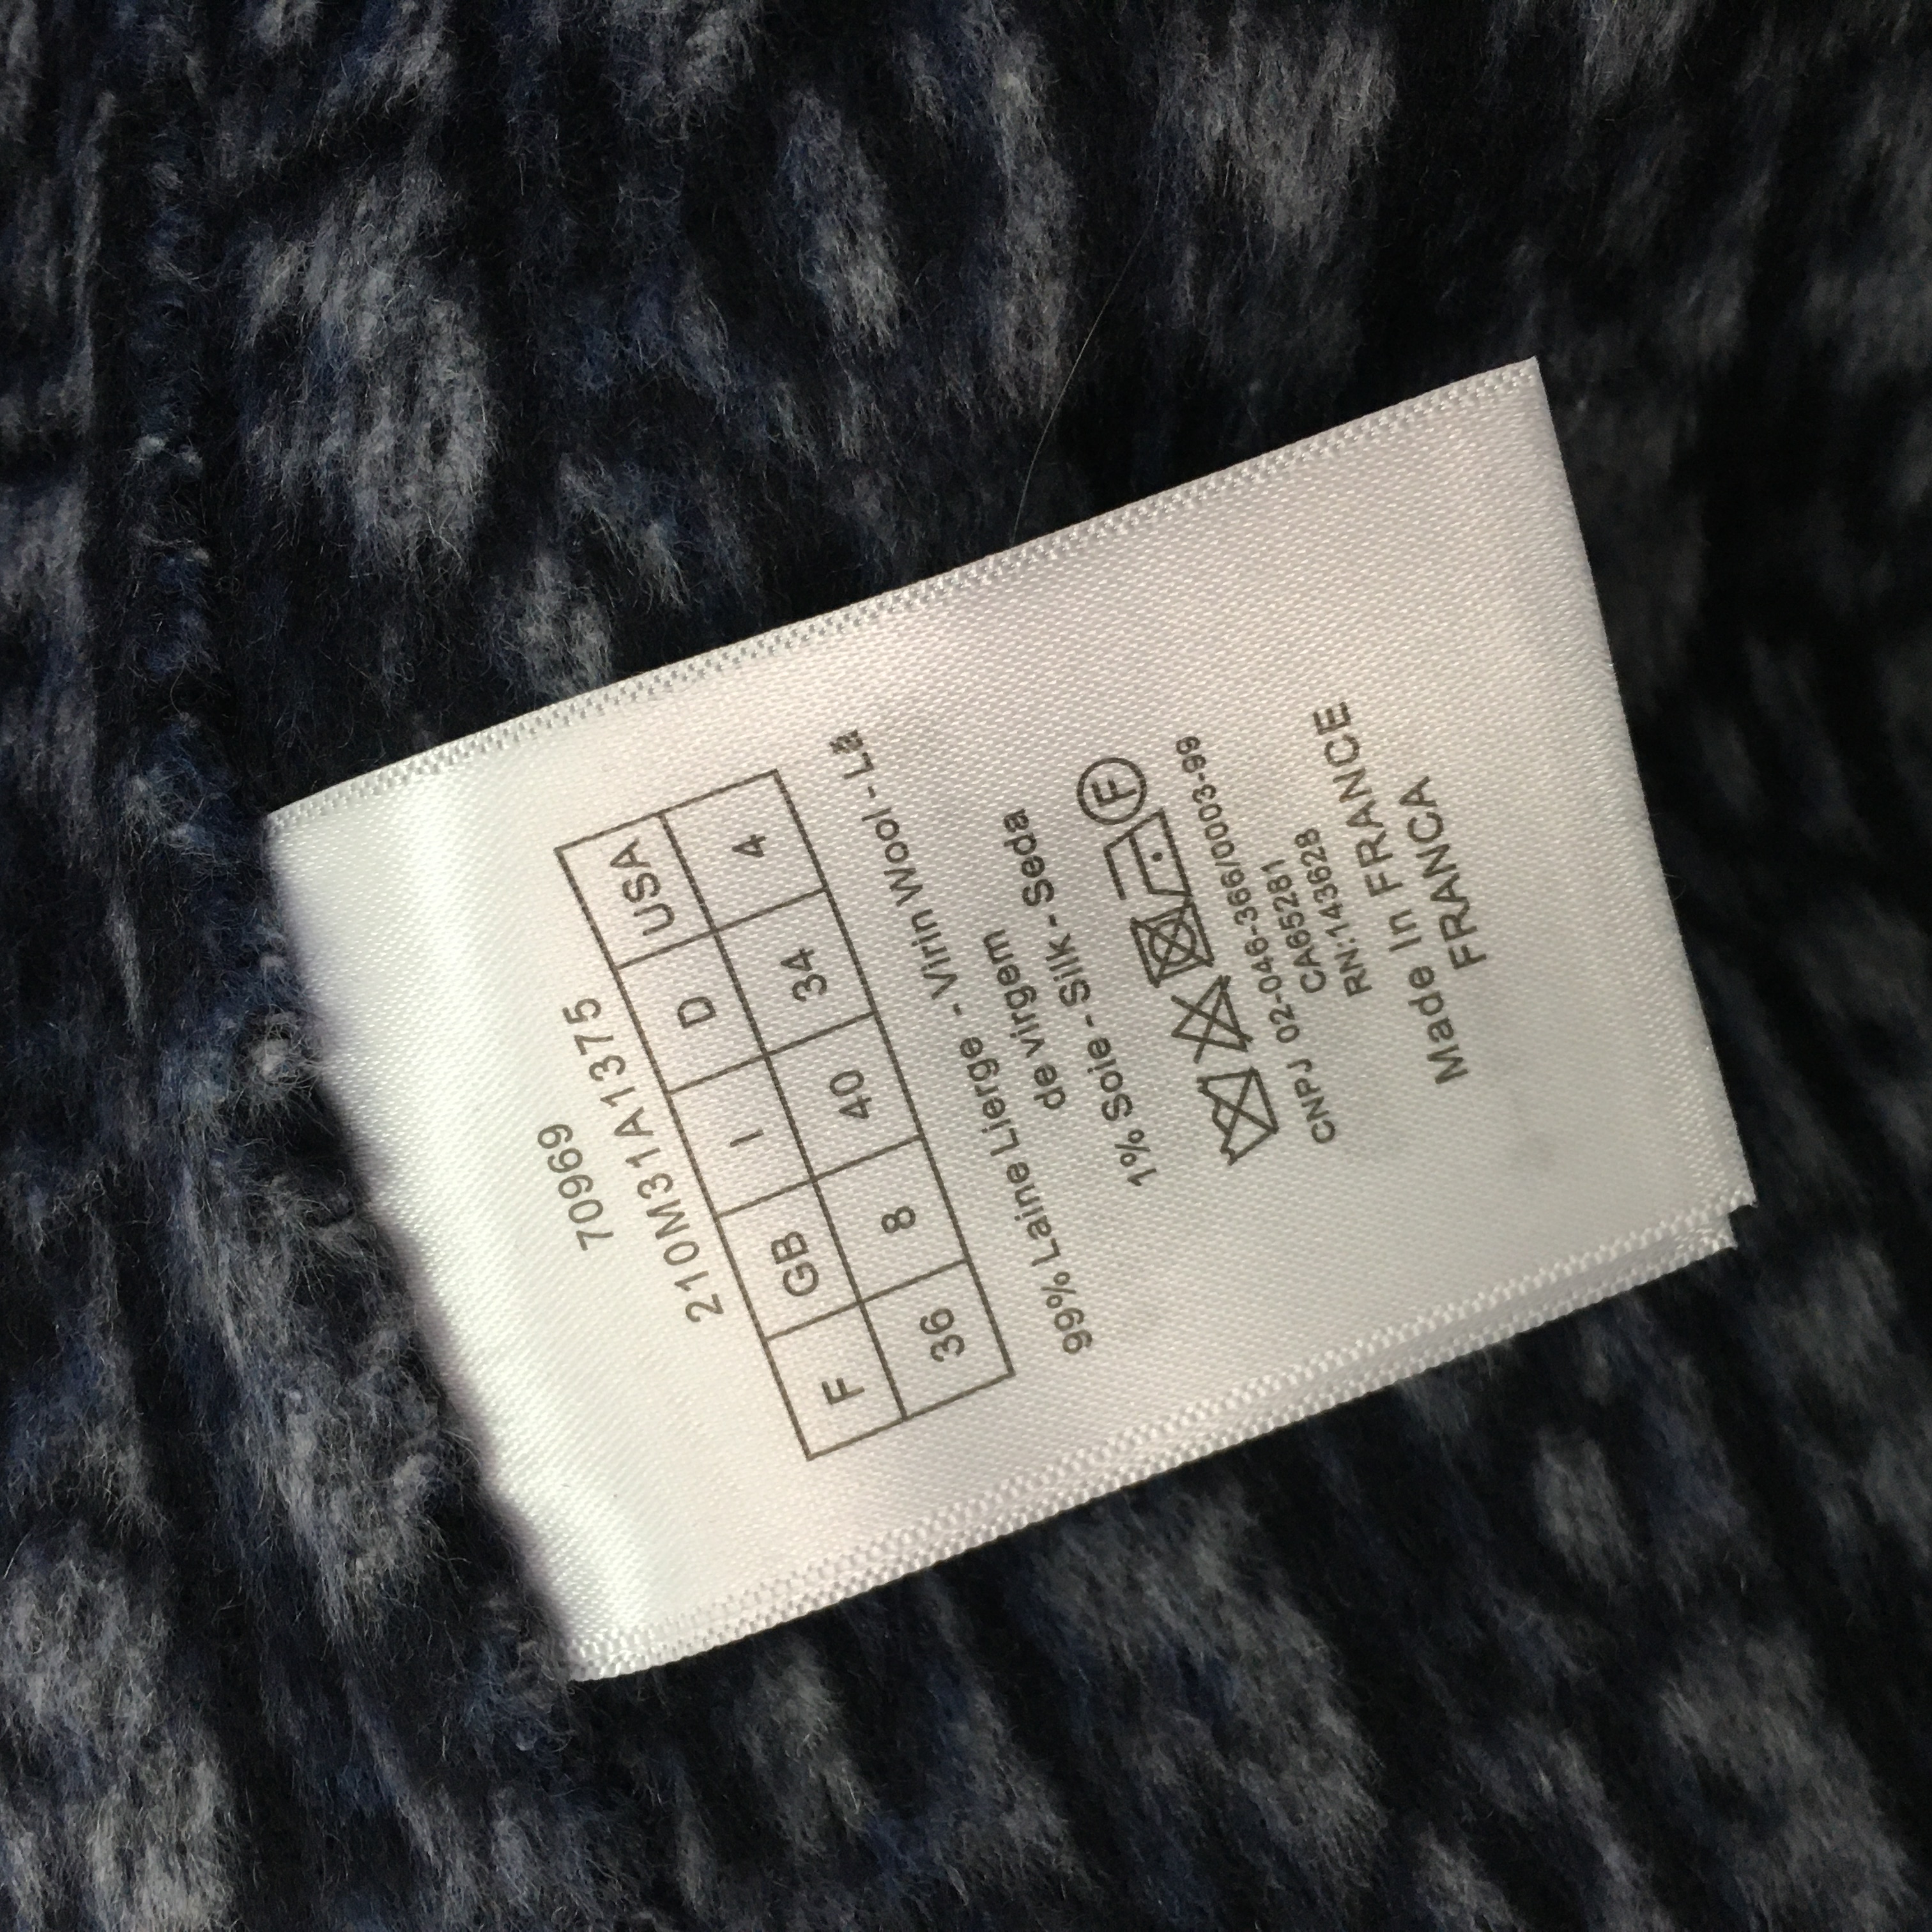 70969
210M31A1375
F GB I D USA
36 8 40 34 4
99% Laine Lierge - Virin Wool - Lã
de virgem
1% Soie - Silk - Seda
F
CNPJ 02-046-366/0003-99
CA65281
RN:143628
Made In FRANCE
FRANCA